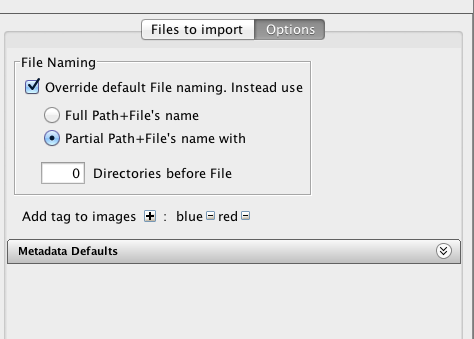 Files to import Options
File Naming
Override default File naming. Instead use
Full Path+File's name
Partial Path+File's name with
0 Directories before File
Add tag to images : blue red
Metadata Defaults